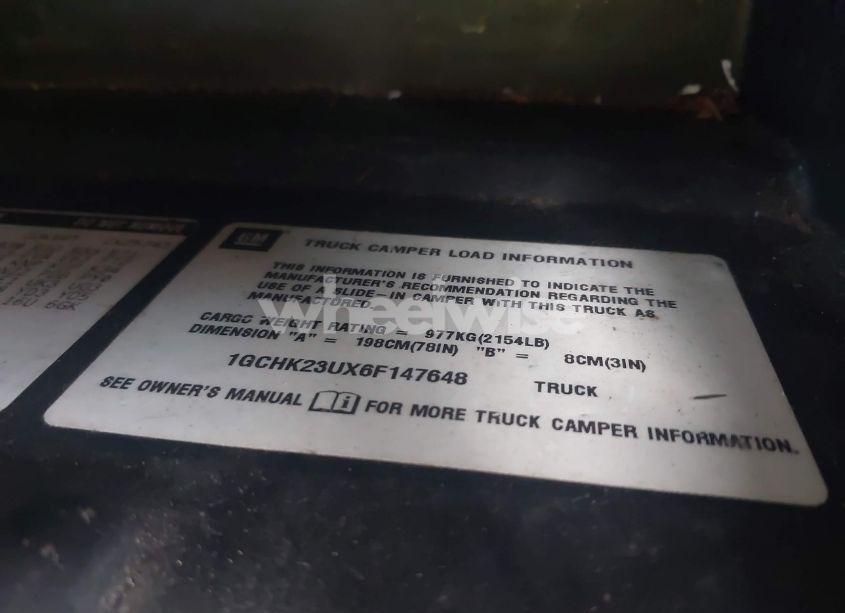 GM TRUCK CAMPER LOAD INFORMATION
THIS INFORMATION IS FURNISHED TO INDICATE THE
MANUFACTURER'S RECOMMENDATION REGARDING THE
USE OF A SLIDE-IN CAMPER WITH THIS TRUCK AS
MANUFACTURED.
wheelwise
CARGO WEIGHT RATING = 977KG(2154LB)
DIMENSION "A" = 198CM(78IN) "B" = 8CM(3IN)
1GCHK23UX6F147648 TRUCK
SEE OWNER'S MANUAL FOR MORE TRUCK CAMPER INFORMATION.